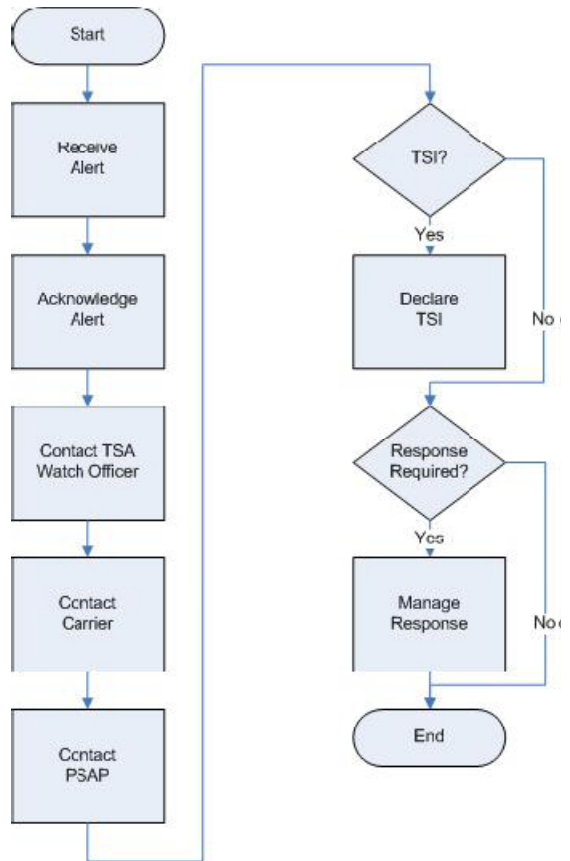 Start
Receive
Alert
Acknowledge
Alert
Contact TSA
Watch Officer
Contact
Carrier
Contact
PSAP
TSI?
Yes
Declare
TSI
No
Response
Required?
Yes
Manage
Response
No
End